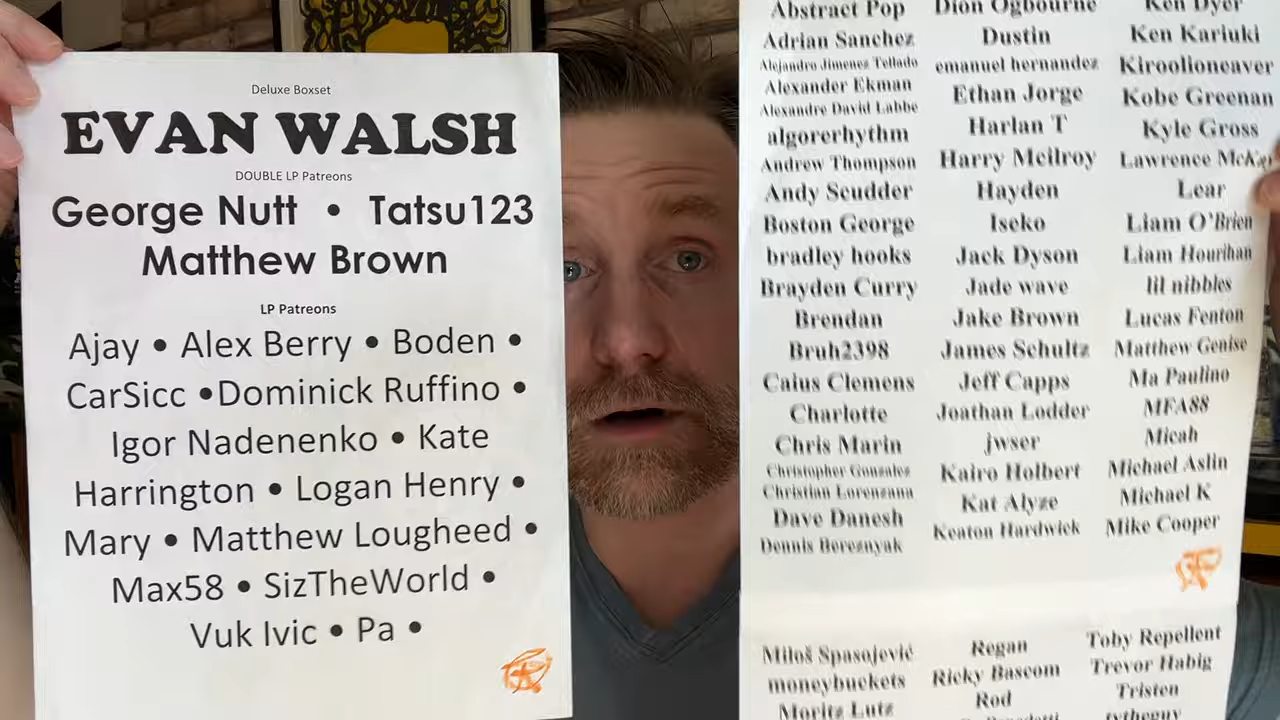 Deluxe Boxset
EVAN WALSH
DOUBLE LP Patreons
George Nutt • Tatsu123
Matthew Brown
LP Patreons
Ajay • Alex Berry • Boden •
CarSicc •Dominick Ruffino •
Igor Nadenenko • Kate
Harrington • Logan Henry •
Mary • Matthew Lougheed •
Max58 • SizTheWorld •
Vuk Ivic • Pa •
Abstract Pop
Adrian Sanchez
Alejandro Jimenez Tellado
Alexander Ekman
Alexandre David Labbe
algorerhythm
Andrew Thompson
Andy Scudder
Boston George
bradley hooks
Brayden Curry
Brendan
Bruh2398
Caius Clemens
Charlotte
Chris Marin
Christopher Gonzalez
Christian Lorenzana
Dave Danesh
Dennis Bereznyak
Dion Ogbourne
Dustin
emanuel hernandez
Ethan Jorge
Harlan T
Harry Mcilroy
Hayden
Iseko
Jack Dyson
Jade wave
Jake Brown
James Schultz
Jeff Capps
Joathan Lodder
jwser
Kairo Holbert
Kat Alyze
Keaton Hardwick
Ken Dyer
Ken Kariuki
Kiroolioneaver
Kobe Greenan
Kyle Gross
Lawrence
Lear
Liam O'Brien
Liam Hourihan
lil nibbles
Lucas Fenton
Matthew Genise
Ma Paulino
MFA88
Micah
Michael Aslin
Michael K
Mike Cooper
Miloš Spasojević
moneybuckets
Moritz Lutz
Regan
Ricky Bascom
Rod
Toby Repellent
Trevor Habig
Tristen